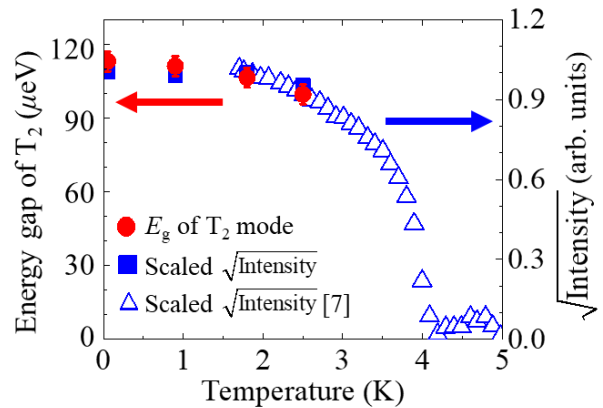 Energy gap of T₂ (μeV)
120
90
60
30
0
E_g of T₂ mode
Scaled √Intensity
Scaled √Intensity [7]
1.2
0.9
0.6
0.3
0.0
√Intensity (arb. units)
0 1 2 3 4 5
Temperature (K)